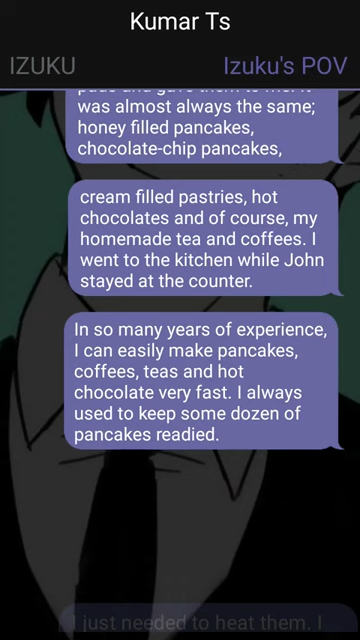 Kumar Ts
IZUKU
Izuku's POV
was almost always the same;
honey filled pancakes,
chocolate-chip pancakes,
cream filled pastries, hot
chocolates and of course, my
homemade tea and coffees. I
went to the kitchen while John
stayed at the counter.
In so many years of experience,
I can easily make pancakes,
coffees, teas and hot
chocolate very fast. I always
used to keep some dozen of
pancakes readied.
I just needed to heat them. I